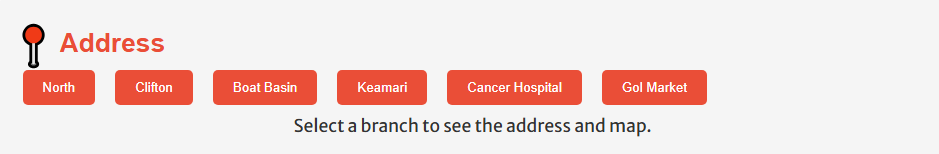 Address
North Clifton Boat Basin Keamari Cancer Hospital Gol Market
Select a branch to see the address and map.